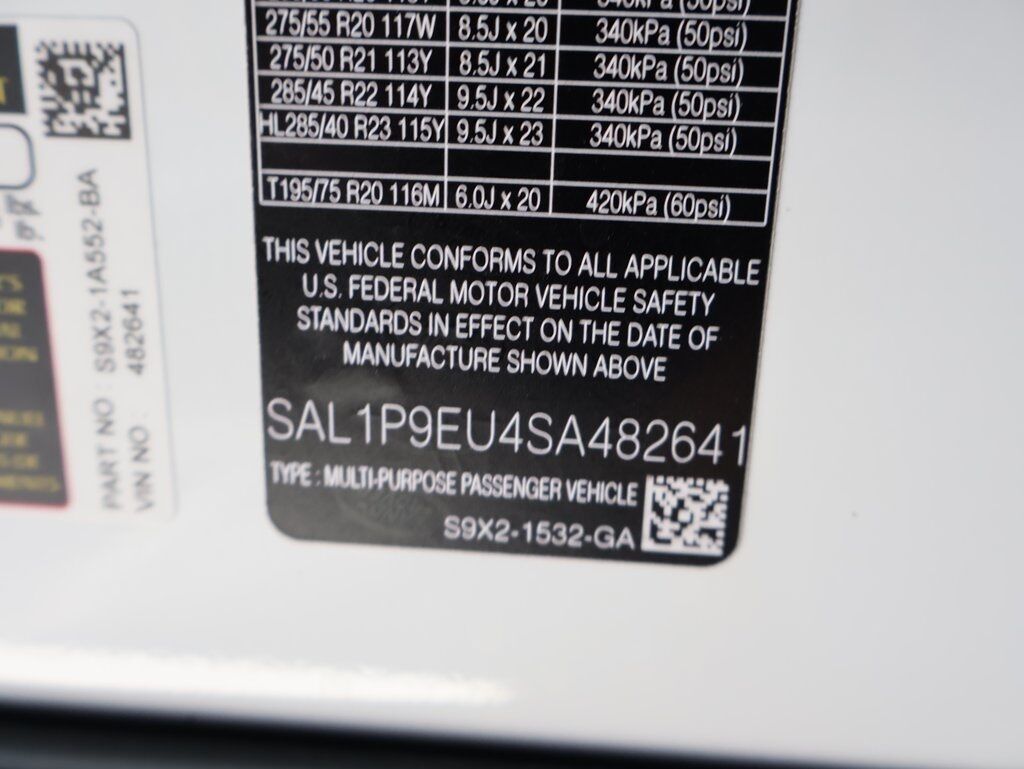 340kPa (50psi)
275/55 R20 117W 8.5J x 20 340kPa (50psi)
275/50 R21 113Y 8.5J x 21 340kPa (50psi)
285/45 R22 114Y 9.5J x 22 340kPa (50psi)
HL285/40 R23 115Y 9.5J x 23 340kPa (50psi)
T195/75 R20 116M 6.0J x 20 420kPa (60psi)
THIS VEHICLE CONFORMS TO ALL APPLICABLE
U.S. FEDERAL MOTOR VEHICLE SAFETY
STANDARDS IN EFFECT ON THE DATE OF
MANUFACTURE SHOWN ABOVE
SAL1P9EU4SA482641
TYPE : MULTI-PURPOSE PASSENGER VEHICLE
S9X2-1532-GA
PART NO : S9X2-1A552-BA
VIN NO : 482641